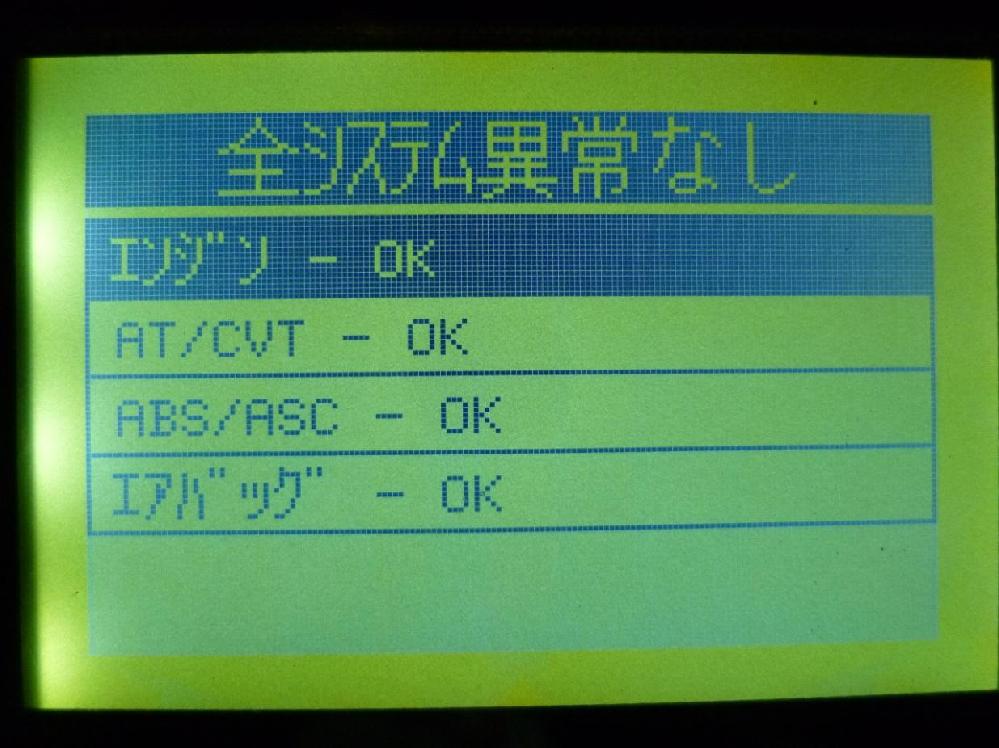 全システム異常なし
エンジン - OK
AT/CVT - OK
ABS/ASC - OK
エアバッグ - OK